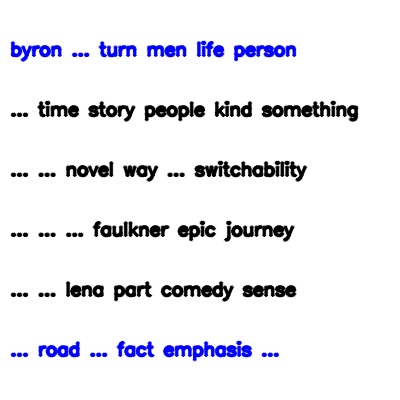 byron ... turn men life person
... time story people kind something
... ... novel way ... switchability
... ... ... faulkner epic journey
... ... lena part comedy sense
... road ... fact emphasis ...